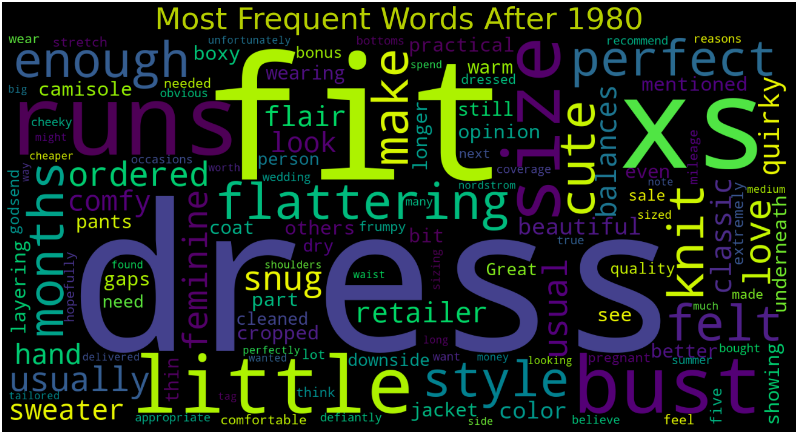 Most Frequent Words After 1980
wear
stretch
unfortunately
bonus
bottoms
practical
recommend
reasons
enough
boxy
needed
wearing
spend
warm
perfect
big
camisole
obvious
dressed
mentioned
runs
fit
make
size
xs
cute
quirky
cheeky
might
flair
longer
still
opinion
balances
look
cheaper
occasions
person
next
coverage
even
mileage
way
ordered
worth
wedding
nordstrom
note
medium
godsend
months
comfy
flattering
many
sale
sized
classic
extremely
love
underneath
pants
feminine
coat
others
frumpy
bit
beautiful
knit
layering
hopefully
dry
true
dress
found
gaps
snug
shoulders
waist
sizing
Great
usual
quality
need
part
see
made
much
cleaned
retailer
felt
hand
cropped
long
perfectly
delivered
wanted
lot
downside
want
money
looking
pregnant
better
bought
summer
showing
usually
thin
little
style
bust
tailored
tag
think
sweater
jacket
color
five
appropriate
comfortable
defiantly
side
believe
feel